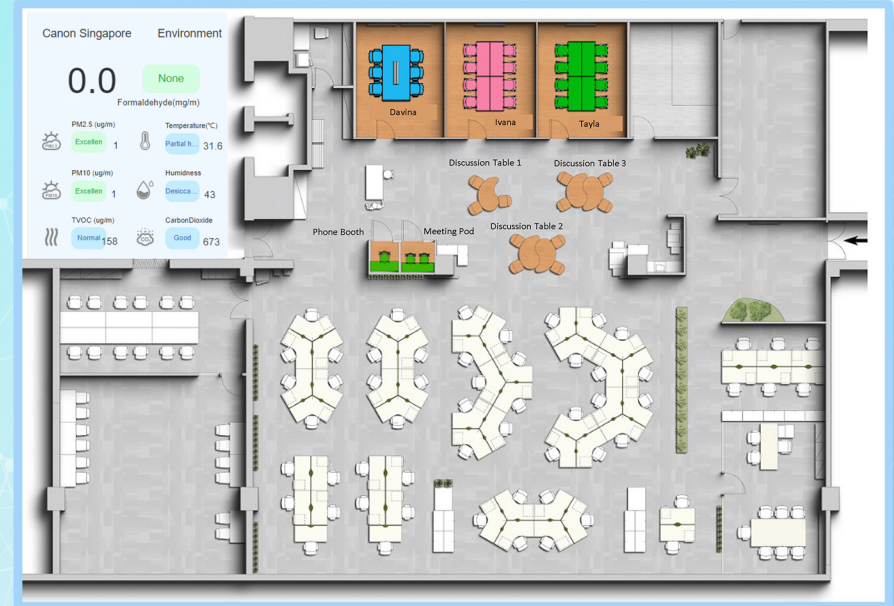 Canon Singapore Environment
0.0 None
Formaldehyde(mg/m)
PM2.5 (ug/m) Temperature(°C)
Excellen 1 Partial h... 31.6
PM10 (ug/m) Humidness
Excellen 1 Desicca... 43
TVOC (ug/m) CarbonDioxide
Normal 158 Good 673
Davina
Ivana
Tayla
Discussion Table 1
Discussion Table 3
Discussion Table 2
Phone Booth
Meeting Pod